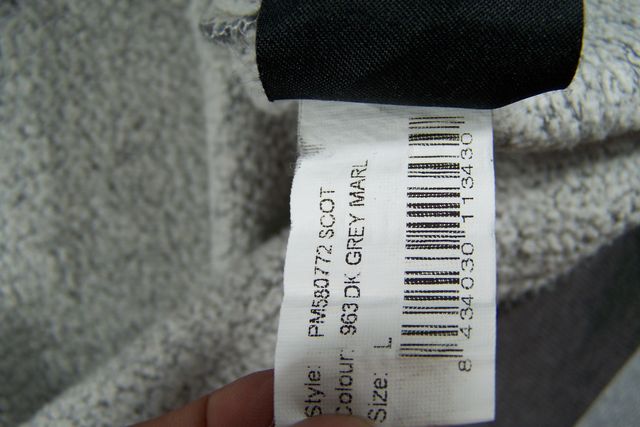 Style: PM580772 SCOT
Colour: 963 DK GREY MARL
Size: L
8 434030 113430